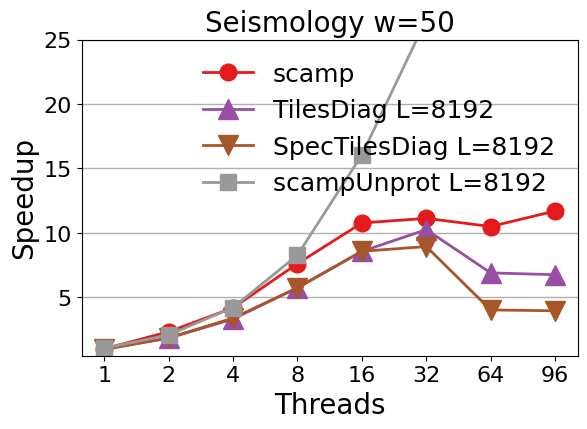 Seismology w=50
25
20
15
10
5
Speedup
scamp
TilesDiag L=8192
SpecTilesDiag L=8192
scampUnprot L=8192
1 2 4 8 16 32 64 96
Threads